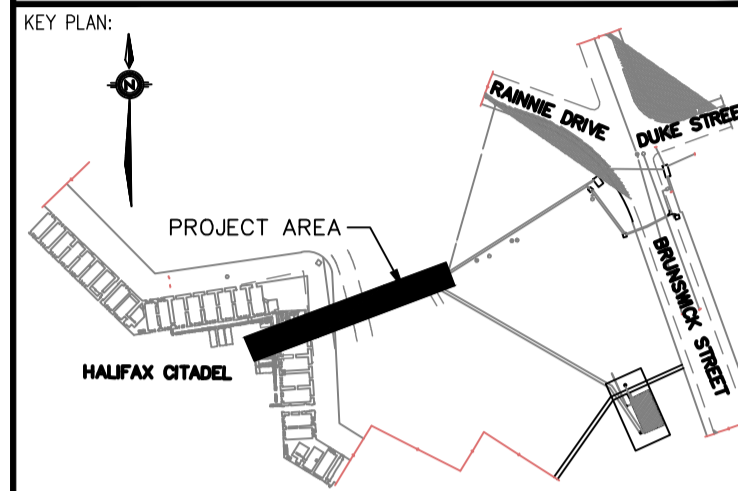 KEY PLAN:
N
RAINNIE DRIVE
DUKE STREET
PROJECT AREA
BRUNSWICK STREET
HALIFAX CITADEL